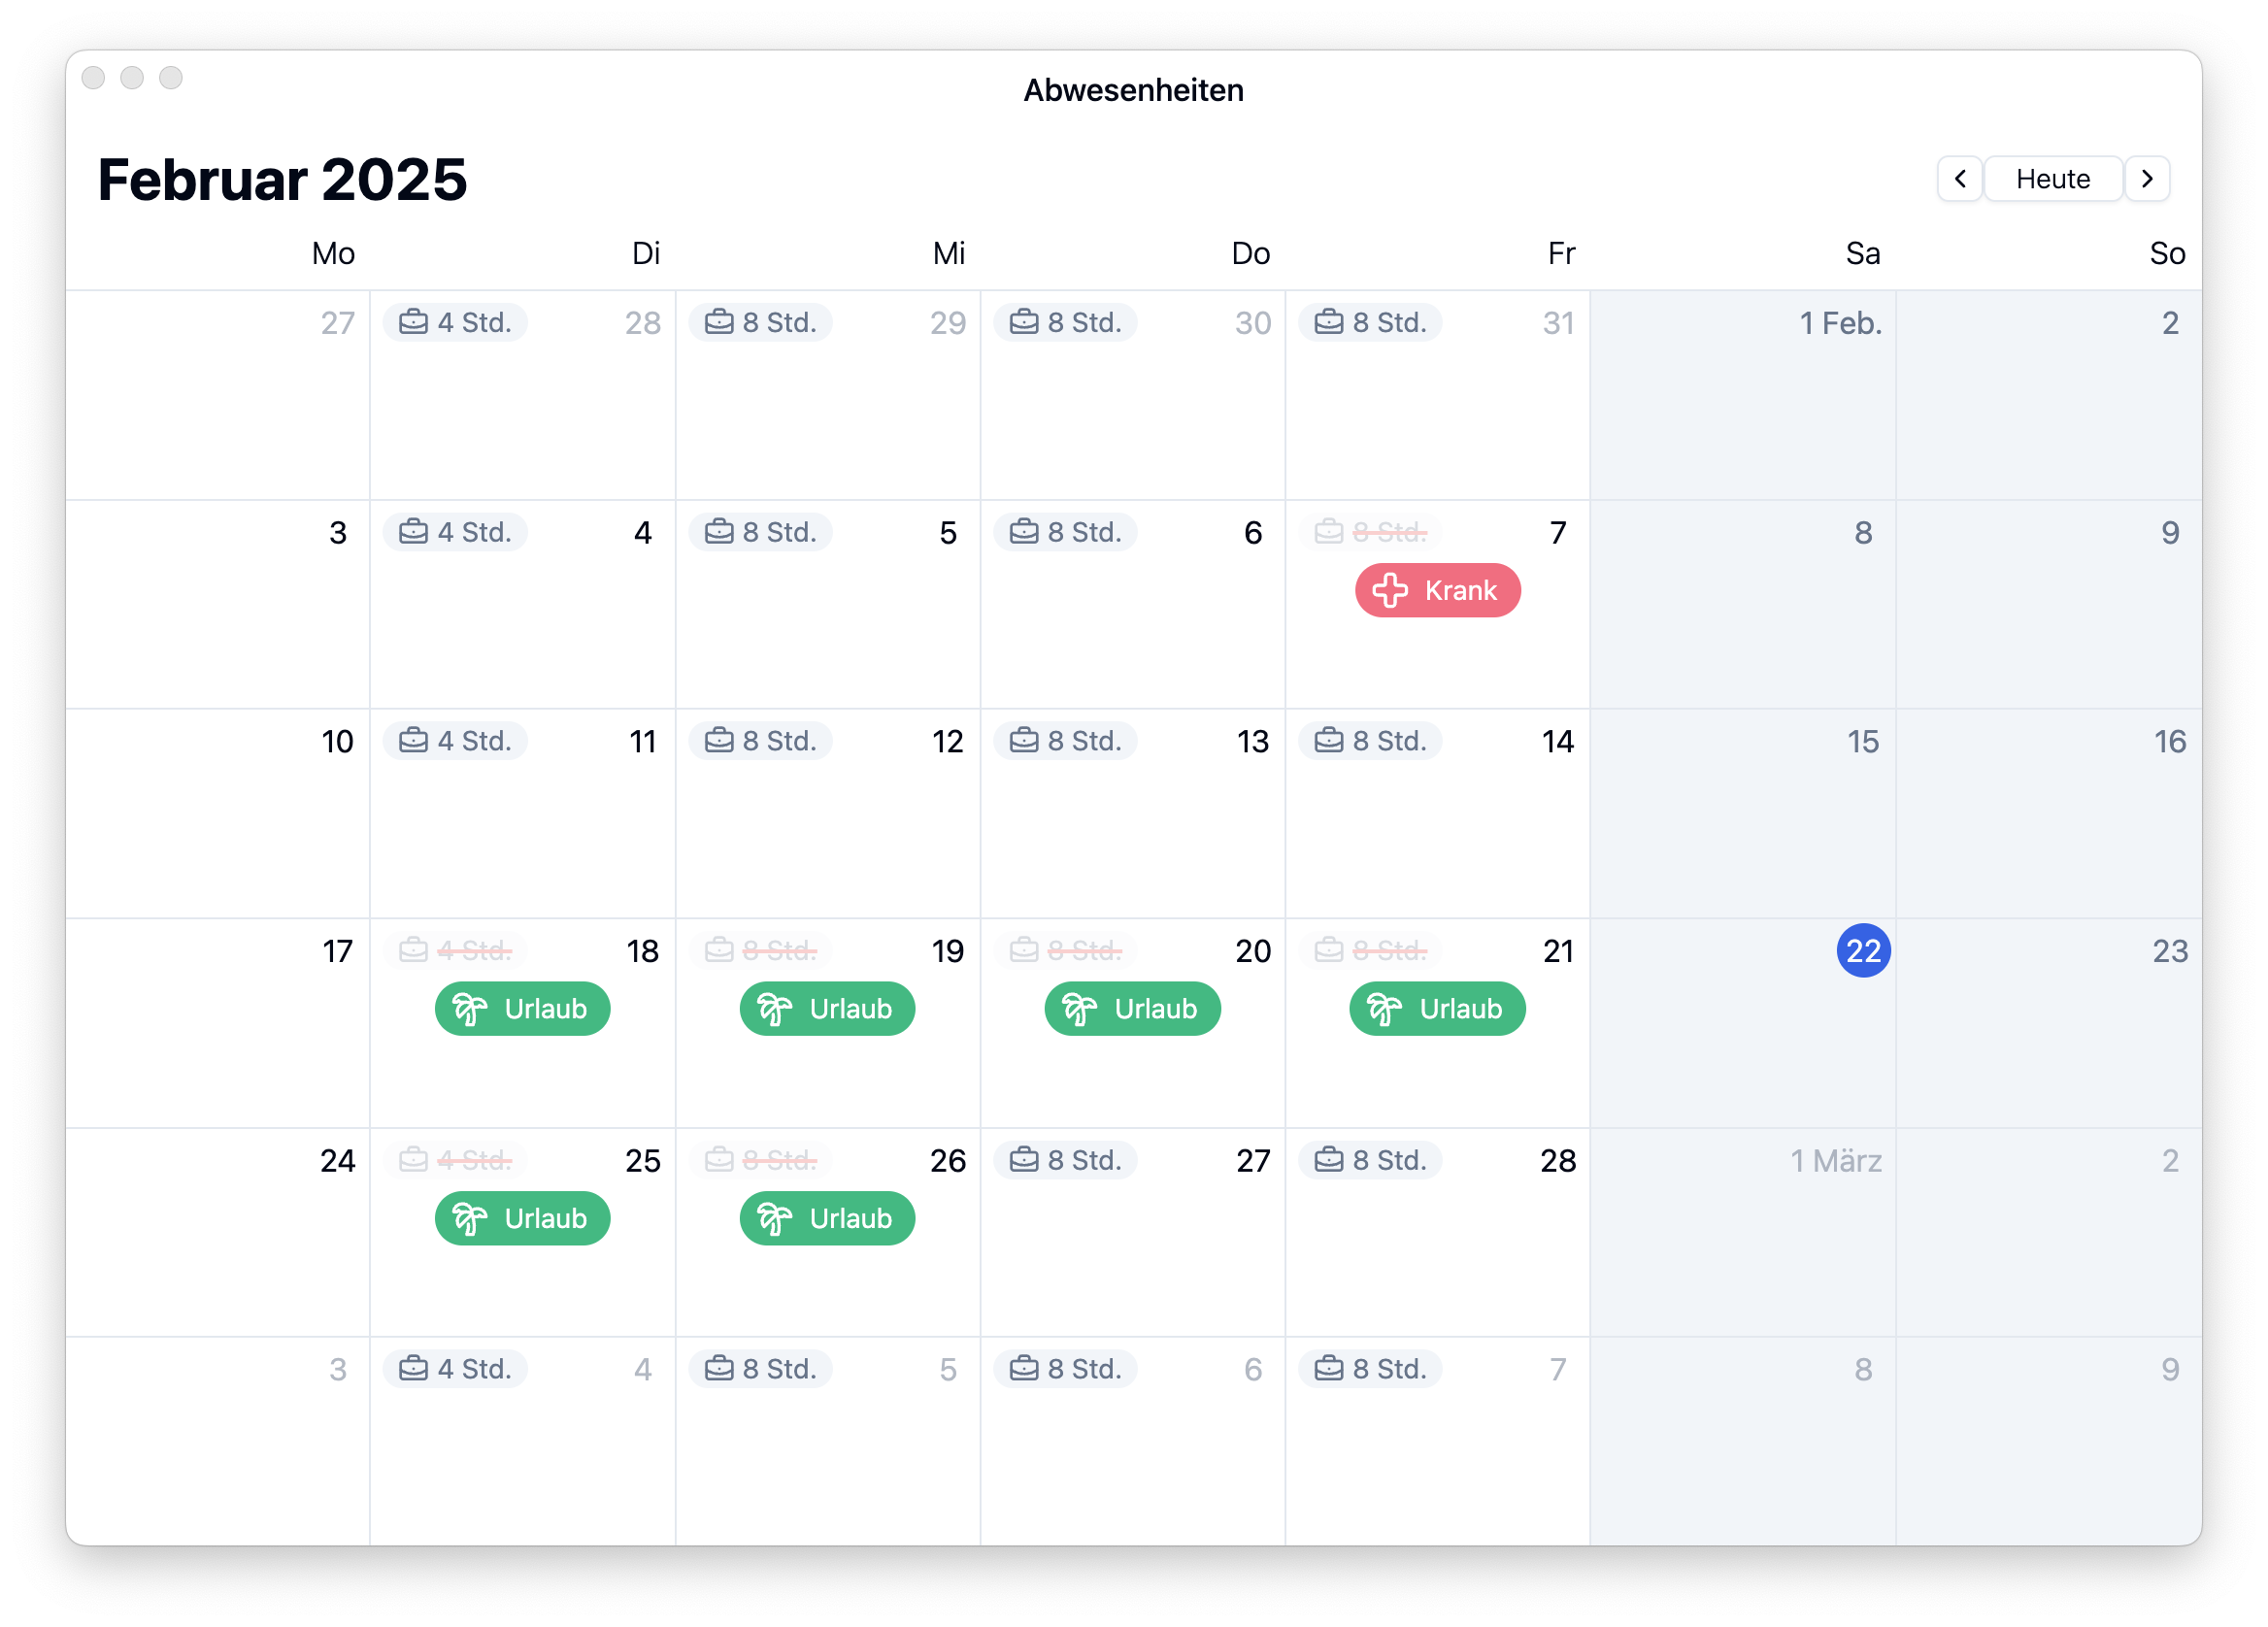 Abwesenheiten
Februar 2025
Heute
Mo Di Mi Do Fr Sa So
27 4 Std. 28 8 Std. 29 8 Std. 30 8 Std. 31 1 Feb. 2
3 4 Std. 4 8 Std. 5 8 Std. 6 8 Std. 7 8 9
Krank
10 4 Std. 11 8 Std. 12 8 Std. 13 8 Std. 14 15 16
17 4 Std. 18 8 Std. 19 8 Std. 20 8 Std. 21 22 23
Urlaub Urlaub Urlaub Urlaub
24 4 Std. 25 8 Std. 26 8 Std. 27 8 Std. 28 1 März 2
Urlaub Urlaub
3 4 Std. 4 8 Std. 5 8 Std. 6 8 Std. 7 8 9